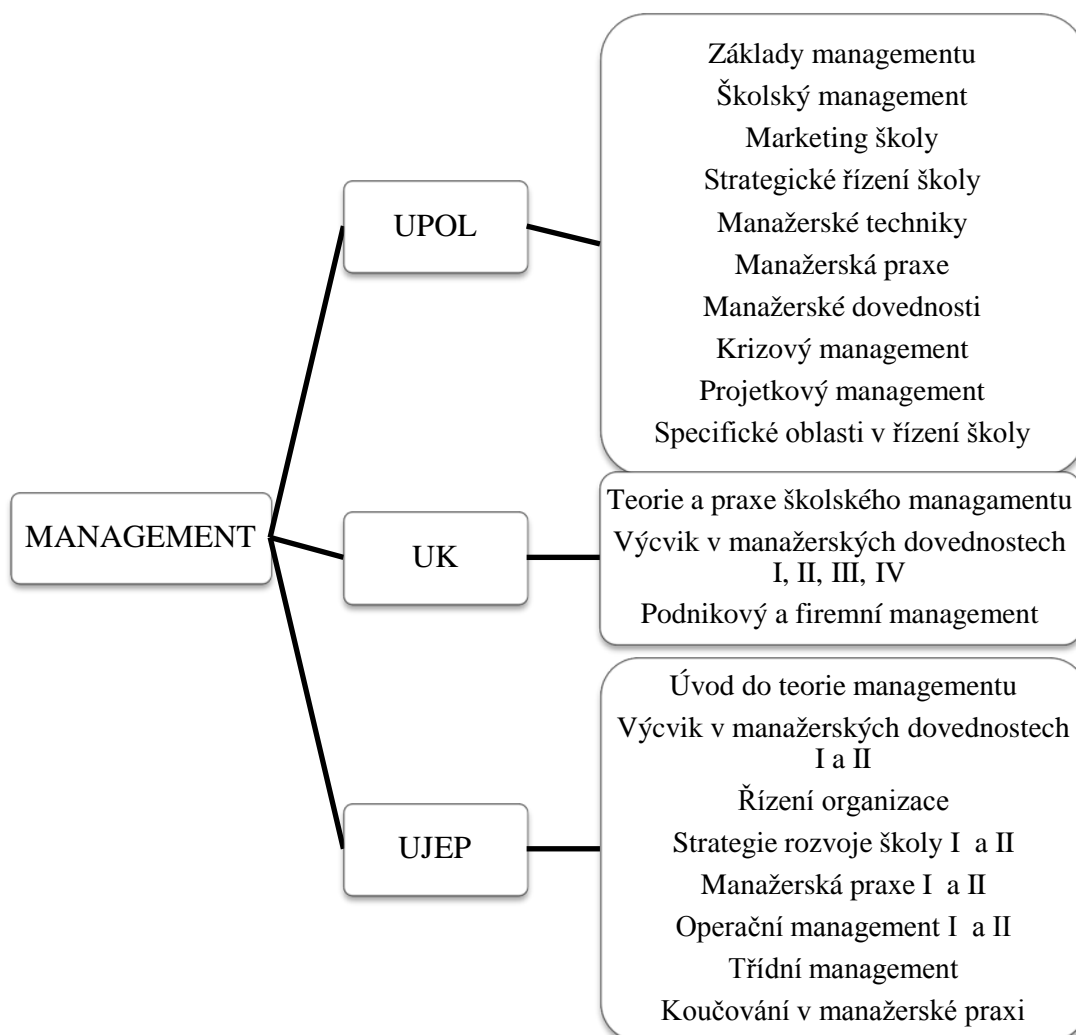 MANAGEMENT
UPOL
Základy managementu
Školský management
Marketing školy
Strategické řízení školy
Manažerské techniky
Manažerská praxe
Manažerské dovednosti
Krizový management
Projetkový management
Specifické oblasti v řízení školy
UK
Teorie a praxe školského managamentu
Výcvik v manažerských dovednostech
I, II, III, IV
Podnikový a firemní management
UJEP
Úvod do teorie managementu
Výcvik v manažerských dovednostech
I a II
Řízení organizace
Strategie rozvoje školy I a II
Manažerská praxe I a II
Operační management I a II
Třídní management
Koučování v manažerské praxi